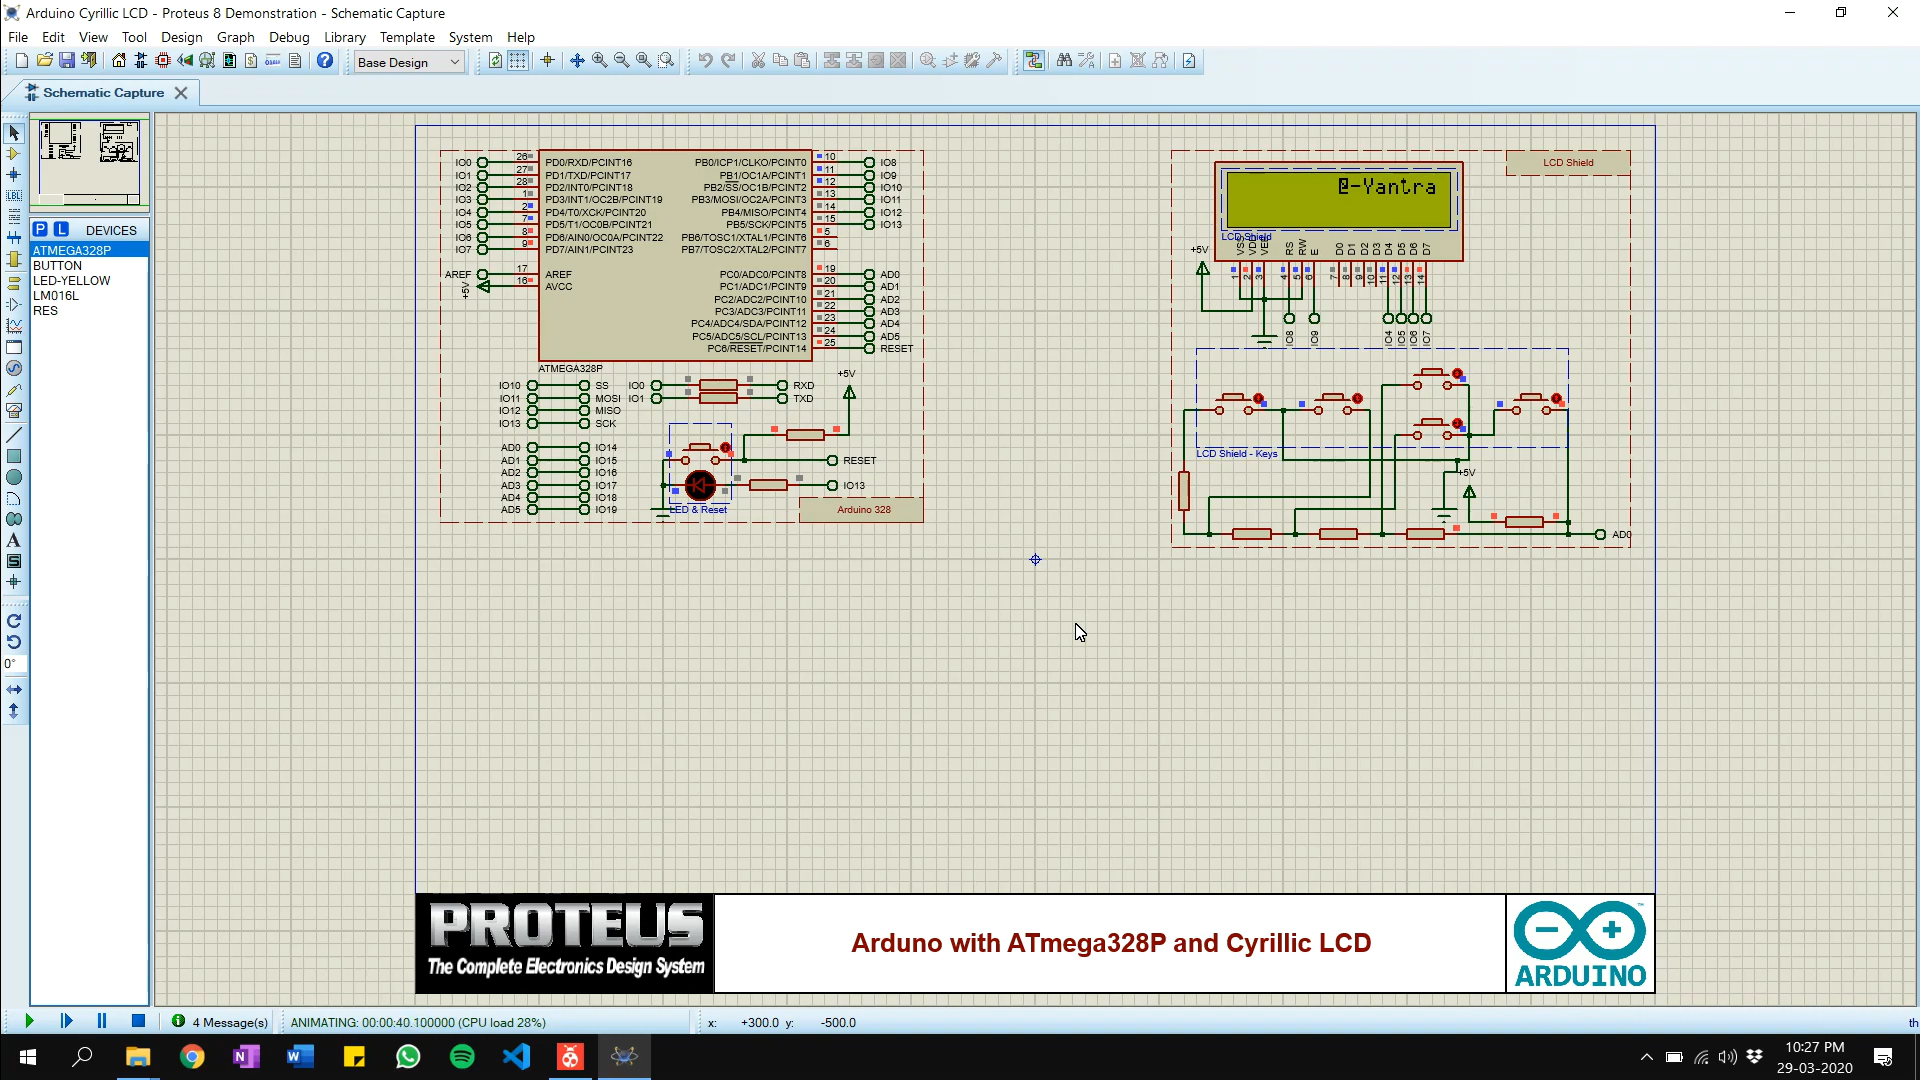 Arduino Cyrillic LCD - Proteus 8 Demonstration - Schematic Capture
File Edit View Tool Design Graph Debug Library Template System Help
Base Design
Schematic Capture
P L DEVICES
ATMEGA328P
BUTTON
LED-YELLOW
LM016L
RES
0°
IO0 26 PD0/RXD/PCINT16 PB0/ICP1/CLKO/PCINT0 10 IO8
IO1 27 PD1/TXD/PCINT17 PB1/OC1A/PCINT1 11 IO9
IO2 28 PD2/INT0/PCINT18 PB2/SS/OC1B/PCINT2 12 IO10
IO3 1 PD3/INT1/OC2B/PCINT19 PB3/MOSI/OC2A/PCINT3 13 IO11
IO4 2 PD4/T0/XCK/PCINT20 PB4/MISO/PCINT4 14 IO12
IO5 7 PD5/T1/OC0B/PCINT21 PB5/SCK/PCINT5 15 IO13
IO6 8 PD6/AIN0/OC0A/PCINT22 PB6/TOSC1/XTAL1/PCINT6 5
IO7 9 PD7/AIN1/PCINT23 PB7/TOSC2/XTAL2/PCINT7 6
AREF 17 AREF PC0/ADC0/PCINT8 19 AD0
+5V 16 AVCC PC1/ADC1/PCINT9 20 AD1
PC2/ADC2/PCINT10 21 AD2
PC3/ADC3/PCINT11 22 AD3
PC4/ADC4/SDA/PCINT12 23 AD4
PC5/ADC5/SCL/PCINT13 24 AD5
PC6/RESET/PCINT14 25 RESET
ATMEGA328P
IO10 SS IO0 RXD
IO11 MOSI IO1 TXD
IO12 MISO
IO13 SCK
+5V
AD0 IO14
AD1 IO15
AD2 IO16
AD3 IO17
AD4 IO18
AD5 IO19
RESET
IO13
LED & Reset
Arduino 328
LCD Shield
@-Yantra
LCD Shield
+5V
VSS VDD VEE RS RW E D0 D1 D2 D3 D4 D5 D6 D7
1 2 3 4 5 6 7 8 9 10 11 12 13 14
IO8 IO9 IO4 IO5 IO6 IO7
LCD Shield - Keys
+5V
AD0
PROTEUS
The Complete Electronics Design System
Arduno with ATmega328P and Cyrillic LCD
ARDUINO
TM
4 Message(s) ANIMATING: 00:00:40.100000 (CPU load 28%) x: +300.0 y: -500.0 th
10:27 PM
29-03-2020